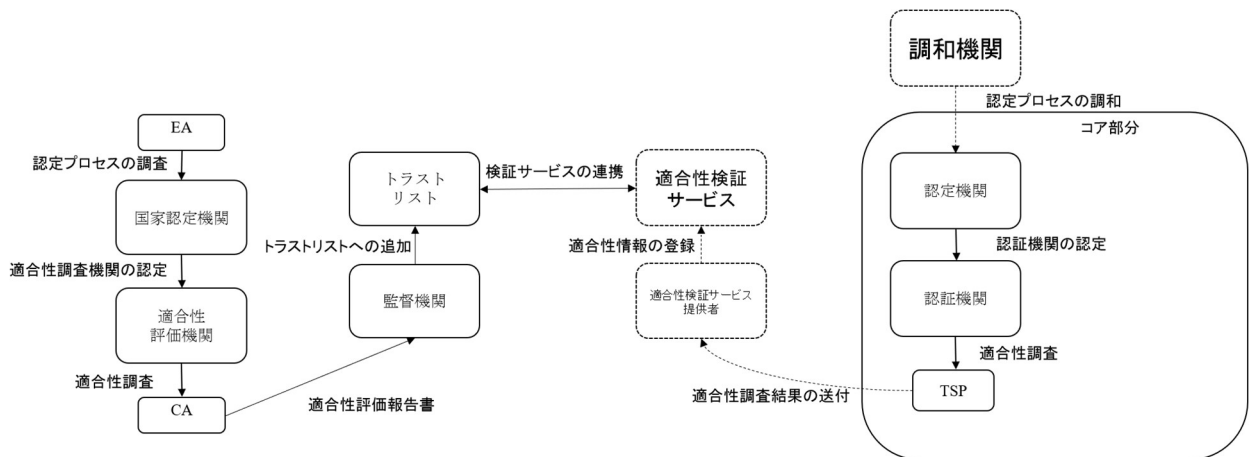 調和機関
認定プロセスの調和
コア部分
EA
認定プロセスの調査
国家認定機関
適合性調査機関の認定
適合性
評価機関
適合性調査
CA
適合性評価報告書
トラスト
リスト
検証サービスの連携
トラストリストへの追加
監督機関
適合性検証
サービス
適合性情報の登録
適合性検証サービス
提供者
適合性調査結果の送付
認定機関
認証機関の認定
認証機関
適合性調査
TSP